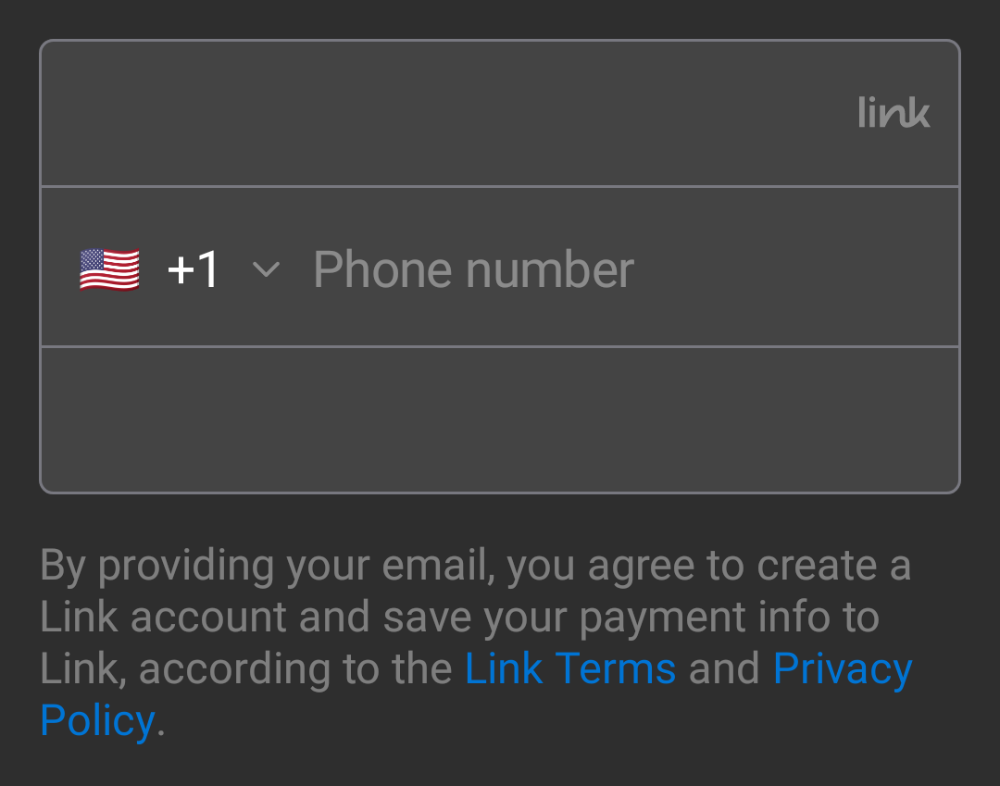 link
+1 Phone number
By providing your email, you agree to create a
Link account and save your payment info to
Link, according to the Link Terms and Privacy
Policy.